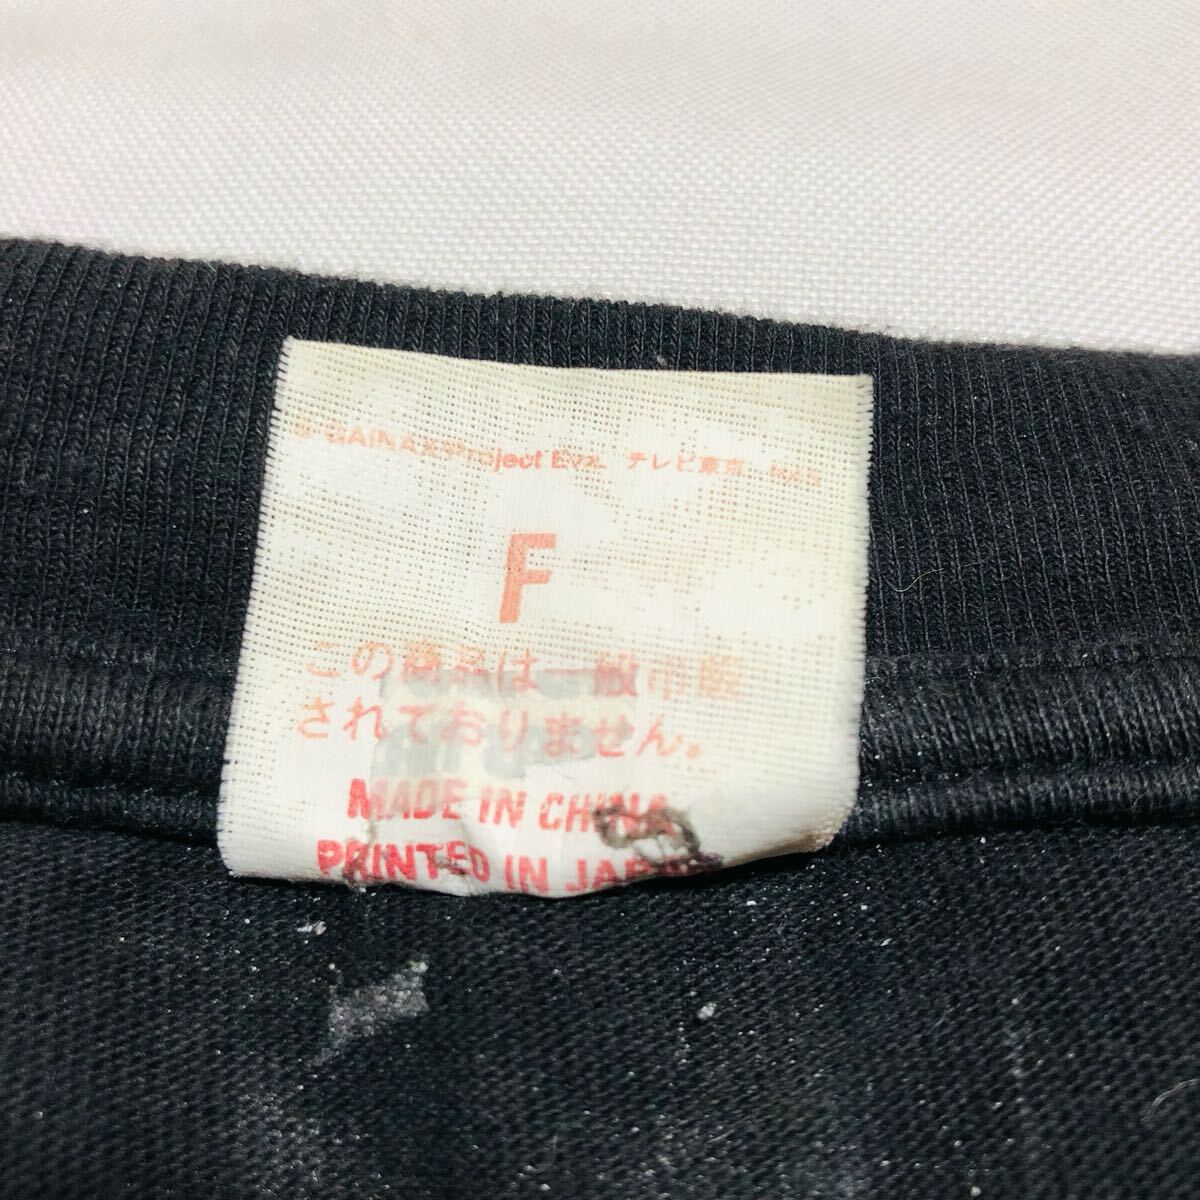 © GAINAX/Project Eva. テレビ東京 NAS
F
この商品は一般市販
されておりません。
MADE IN CHINA
PRINTED IN JAPAN